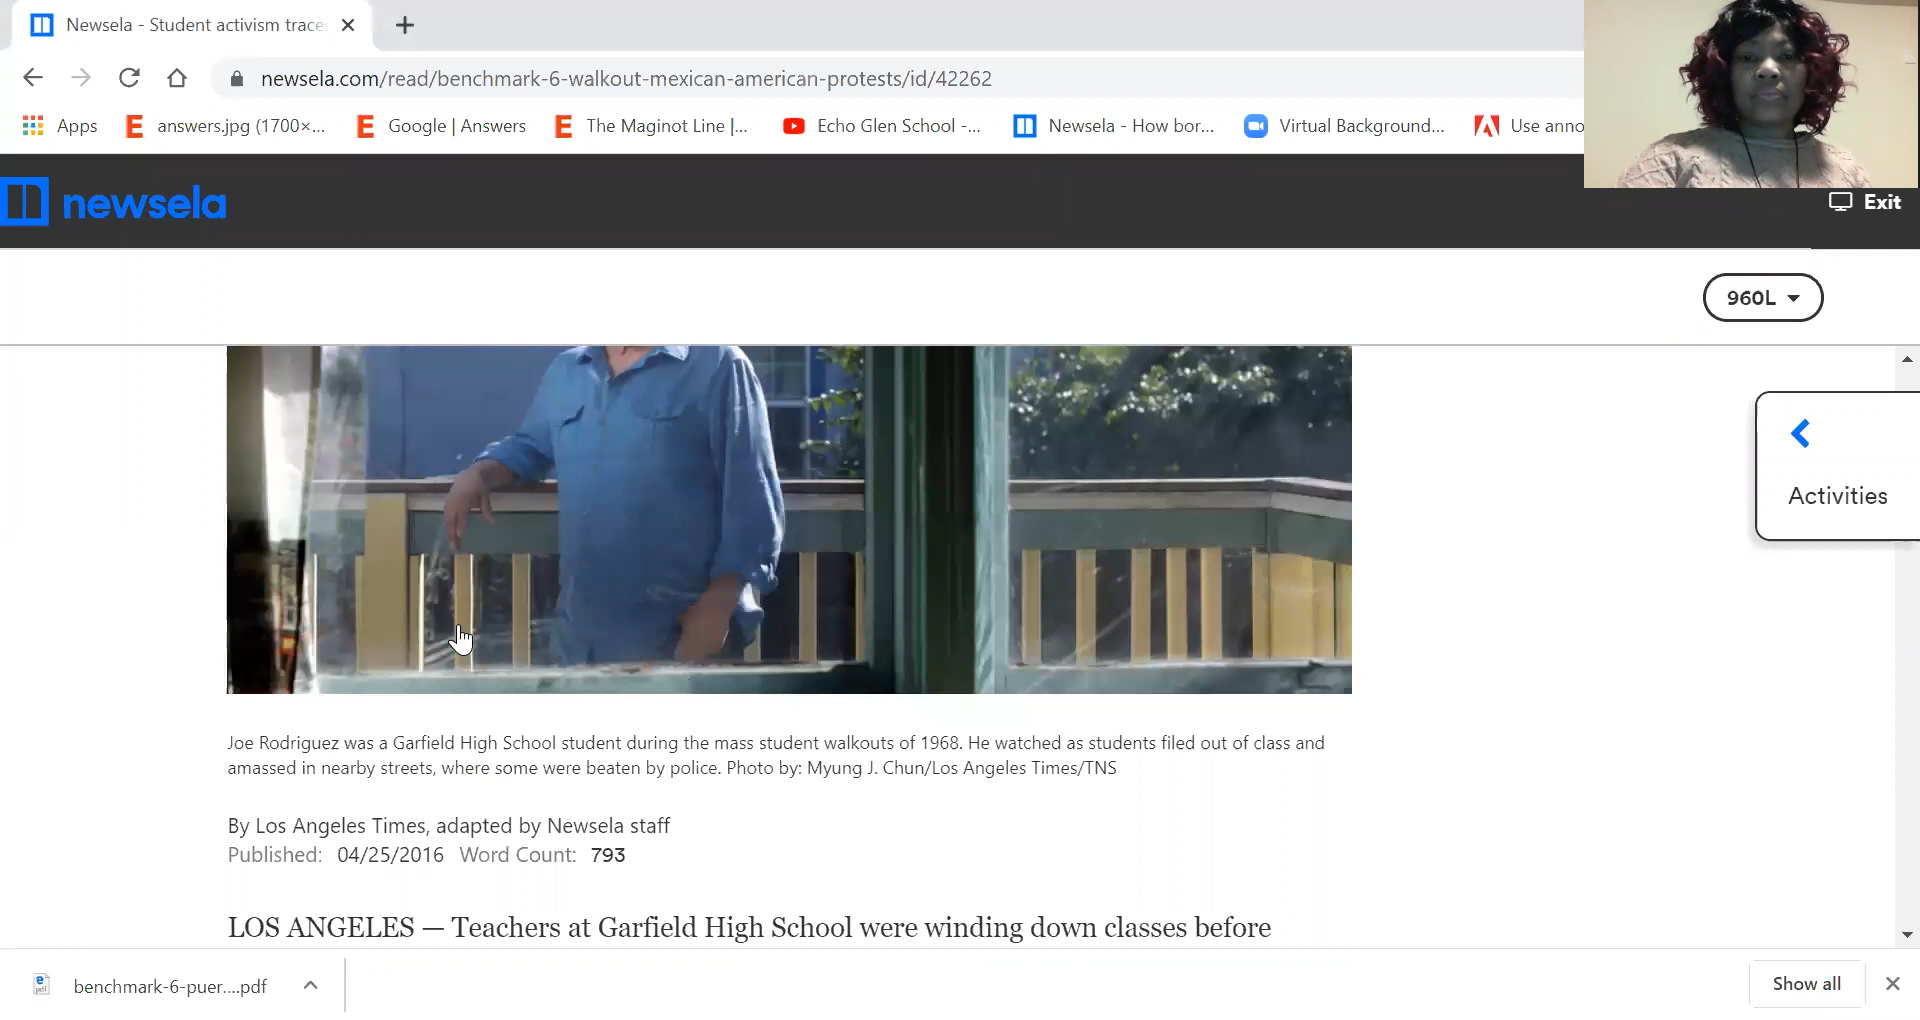 Newsela - Student activism trace
newsela.com/read/benchmark-6-walkout-mexican-american-protests/id/42262
Apps answers.jpg (1700×... Google | Answers The Maginot Line |... Echo Glen School -... Newsela - How bor... Virtual Background... Use anno
newsela
Exit
960L
Activities
Joe Rodriguez was a Garfield High School student during the mass student walkouts of 1968. He watched as students filed out of class and
amassed in nearby streets, where some were beaten by police. Photo by: Myung J. Chun/Los Angeles Times/TNS
By Los Angeles Times, adapted by Newsela staff
Published: 04/25/2016 Word Count: 793
LOS ANGELES — Teachers at Garfield High School were winding down classes before
benchmark-6-puer....pdf
Show all